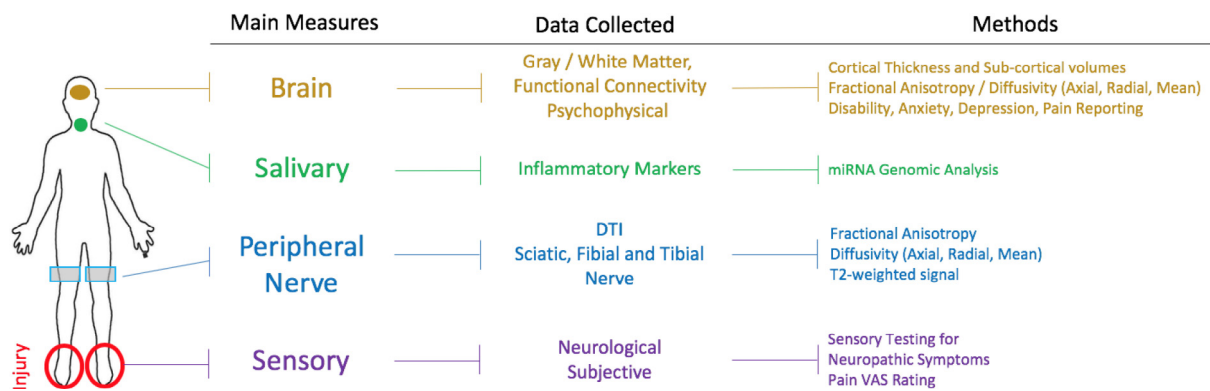 Main Measures
Data Collected
Methods
Brain
Gray / White Matter,
Functional Connectivity
Psychophysical
Cortical Thickness and Sub-cortical volumes
Fractional Anisotropy / Diffusivity (Axial, Radial, Mean)
Disability, Anxiety, Depression, Pain Reporting
Salivary
Inflammatory Markers
miRNA Genomic Analysis
Peripheral
Nerve
DTI
Sciatic, Fibial and Tibial
Nerve
Fractional Anisotropy
Diffusivity (Axial, Radial, Mean)
T2-weighted signal
Injury
Sensory
Neurological
Subjective
Sensory Testing for
Neuropathic Symptoms
Pain VAS Rating